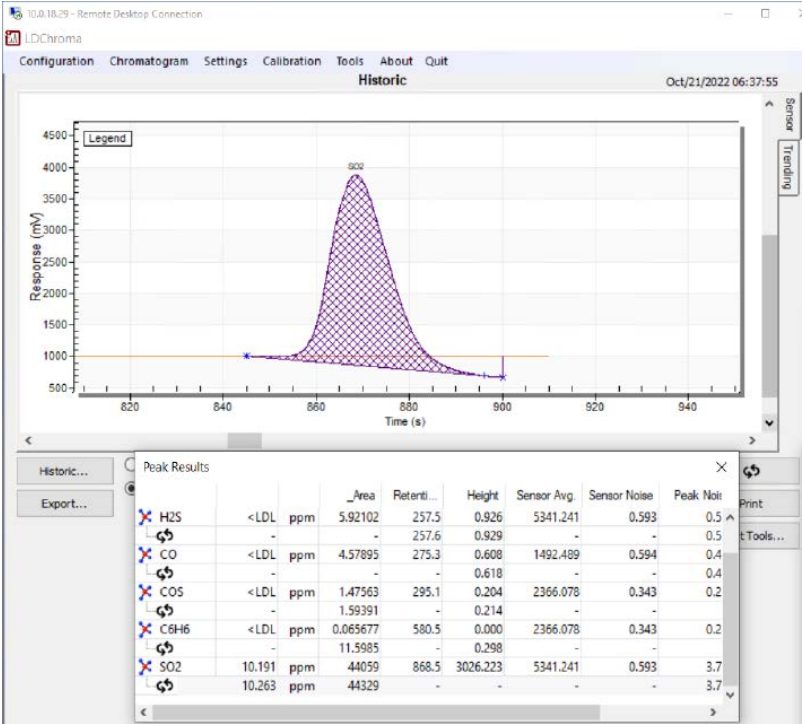 10.0.18.29 - Remote Desktop Connection
LDChroma
Configuration Chromatogram Settings Calibration Tools About Quit
Historic Oct/21/2022 06:37:55
Sensor
Trending
Legend
SO2
4500
4000
3500
3000
2500
2000
1500
1000
500
Response (mV)
820 840 860 880 900 920 940
Time (s)
Historic...
Export...
Print
t Tools...
Peak Results
_Area Retenti... Height Sensor Avg. Sensor Noise Peak Noi
H2S <LDL ppm 5.92102 257.5 0.926 5341.241 0.593 0.5
- - 257.6 0.929 - - 0.5
CO <LDL ppm 4.57895 275.3 0.608 1492.489 0.594 0.4
- - - 0.618 - - 0.4
COS <LDL ppm 1.47563 295.1 0.204 2366.078 0.343 0.2
- 1.59391 - 0.214 - -
C6H6 <LDL ppm 0.065677 580.5 0.000 2366.078 0.343 0.2
- 11.5985 - 0.298 - -
SO2 10.191 ppm 44059 868.5 3026.223 5341.241 0.593 3.7
10.263 ppm 44329 - - - - 3.7